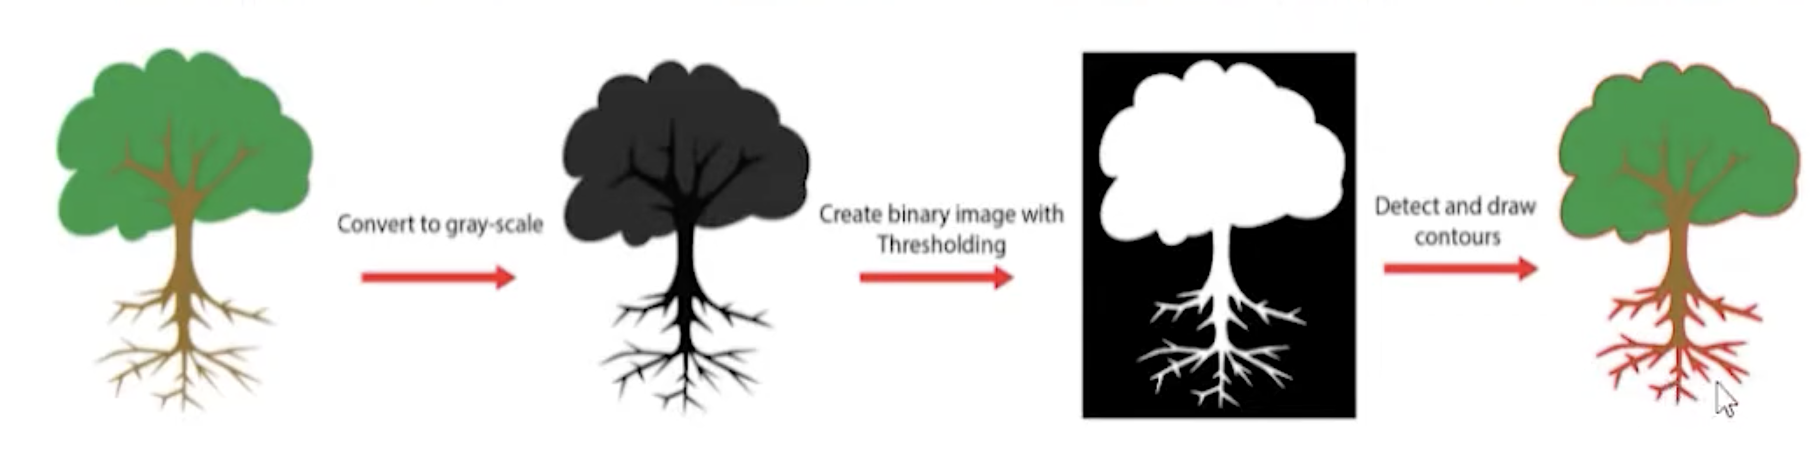 Convert to gray-scale
Create binary image with
Thresholding
Detect and draw
contours